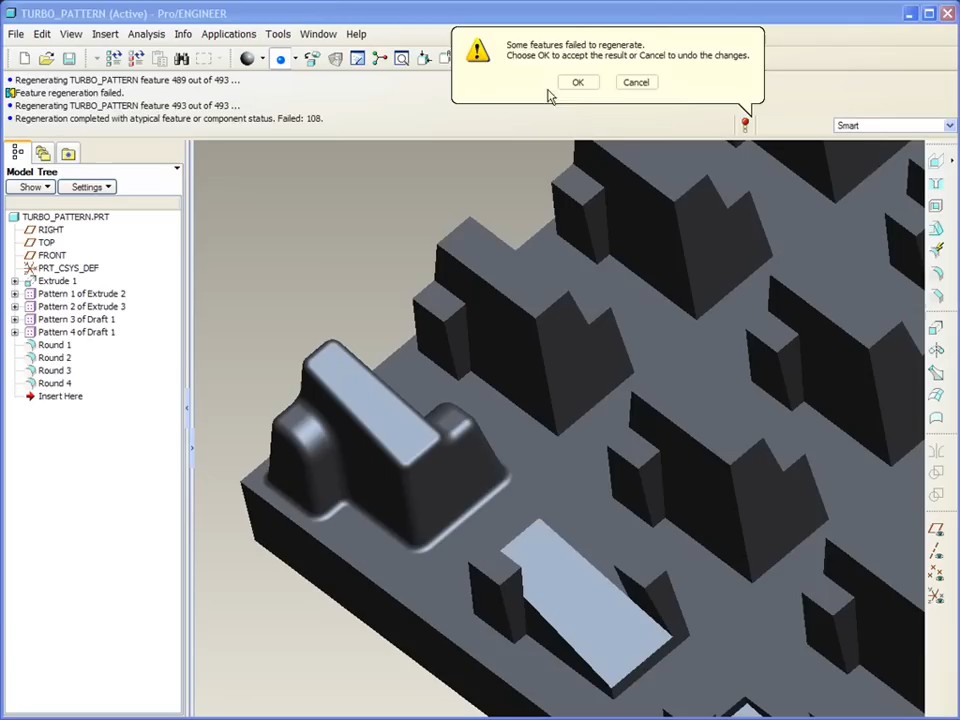 TURBO_PATTERN (Active) - Pro/ENGINEER
File Edit View Insert Analysis Info Applications Tools Window Help
Some features failed to regenerate.
Choose OK to accept the result or Cancel to undo the changes.
OK Cancel
Regenerating TURBO_PATTERN feature 489 out of 493 ...
Feature regeneration failed.
Regenerating TURBO_PATTERN feature 493 out of 493 ...
Regeneration completed with atypical feature or component status. Failed: 108.
Smart
Model Tree
Show Settings
TURBO_PATTERN.PRT
RIGHT
TOP
FRONT
PRT_CSYS_DEF
Extrude 1
Pattern 1 of Extrude 2
Pattern 2 of Extrude 3
Pattern 3 of Draft 1
Pattern 4 of Draft 1
Round 1
Round 2
Round 3
Round 4
Insert Here